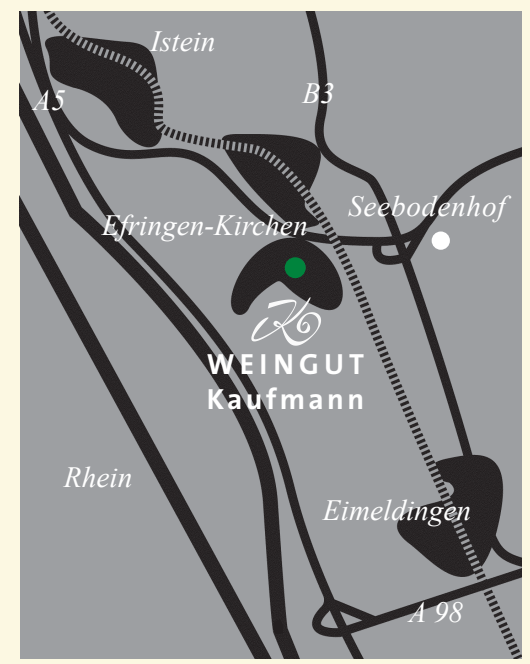 Istein
A5
B3
Seebodenhof
Efringen-Kirchen
WEINGUT
Kaufmann
Rhein
Eimeldingen
A 98